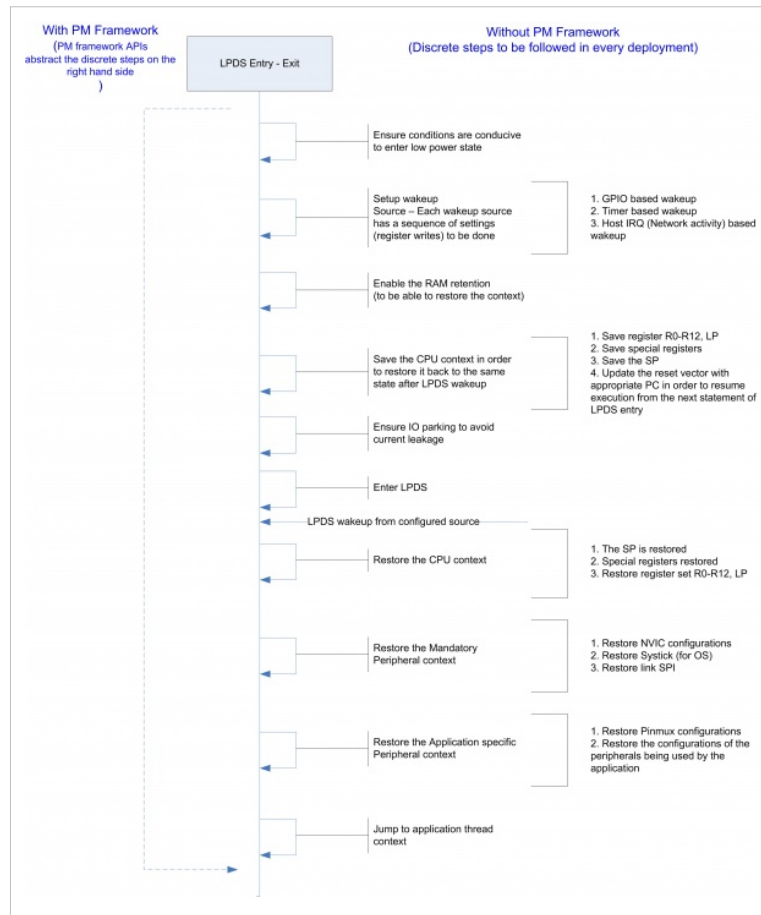 With PM Framework
(PM framework APIs
abstract the discrete steps on the
right hand side
)
Without PM Framework
(Discrete steps to be followed in every deployment)
LPDS Entry - Exit
Ensure conditions are conducive
to enter low power state
Setup wakeup
Source – Each wakeup source
has a sequence of settings
(register writes) to be done
1. GPIO based wakeup
2. Timer based wakeup
3. Host IRQ (Network activity) based
wakeup
Enable the RAM retention
(to be able to restore the context)
Save the CPU context in order
to restore it back to the same
state after LPDS wakeup
1. Save register R0-R12, LP
2. Save special registers
3. Save the SP
4. Update the reset vector with
appropriate PC in order to resume
execution from the next statement of
LPDS entry
Ensure IO parking to avoid
current leakage
Enter LPDS
LPDS wakeup from configured source
Restore the CPU context
1. The SP is restored
2. Special registers restored
3. Restore register set R0-R12, LP
Restore the Mandatory
Peripheral context
1. Restore NVIC configurations
2. Restore Systick (for OS)
3. Restore link SPI
Restore the Application specific
Peripheral context
1. Restore Pinmux configurations
2. Restore the configurations of the
peripherals being used by the
application
Jump to application thread
context